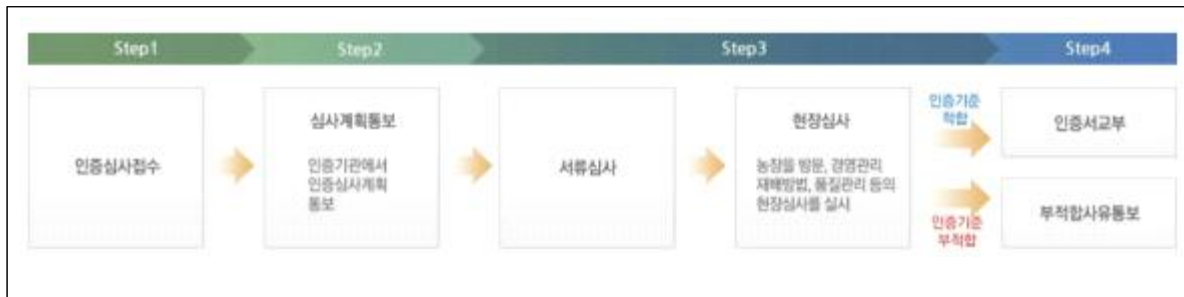 Step1
Step2
Step3
Step4
인증심사접수
심사계획통보
인증기관에서
인증심사계획
통보
서류심사
현장심사
농장을 방문, 경영관리
재배방법, 품질관리 등의
현장심사를 실시
인증기준
적합
인증서교부
인증기준
부적합
부적합사유통보